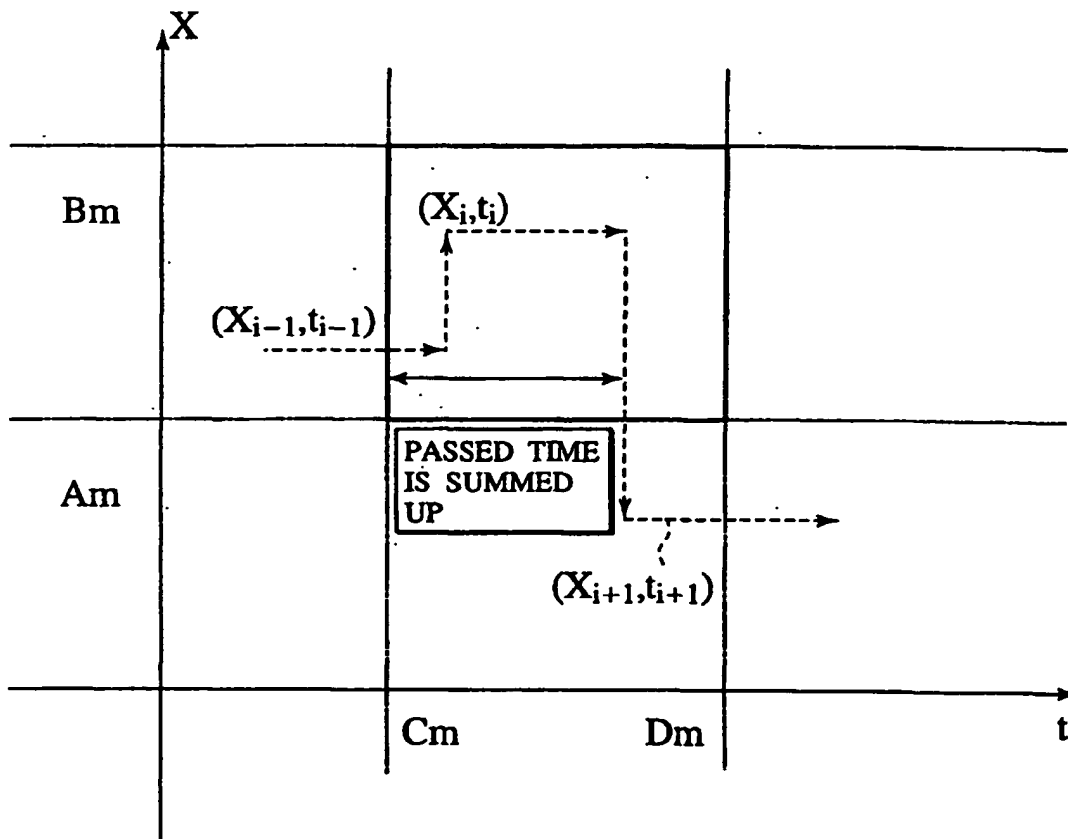 X
Bm
(Xi,ti)
(Xi−1,ti−1)
PASSED TIME
IS SUMMED
UP
Am
(Xi+1,ti+1)
Cm
Dm
t